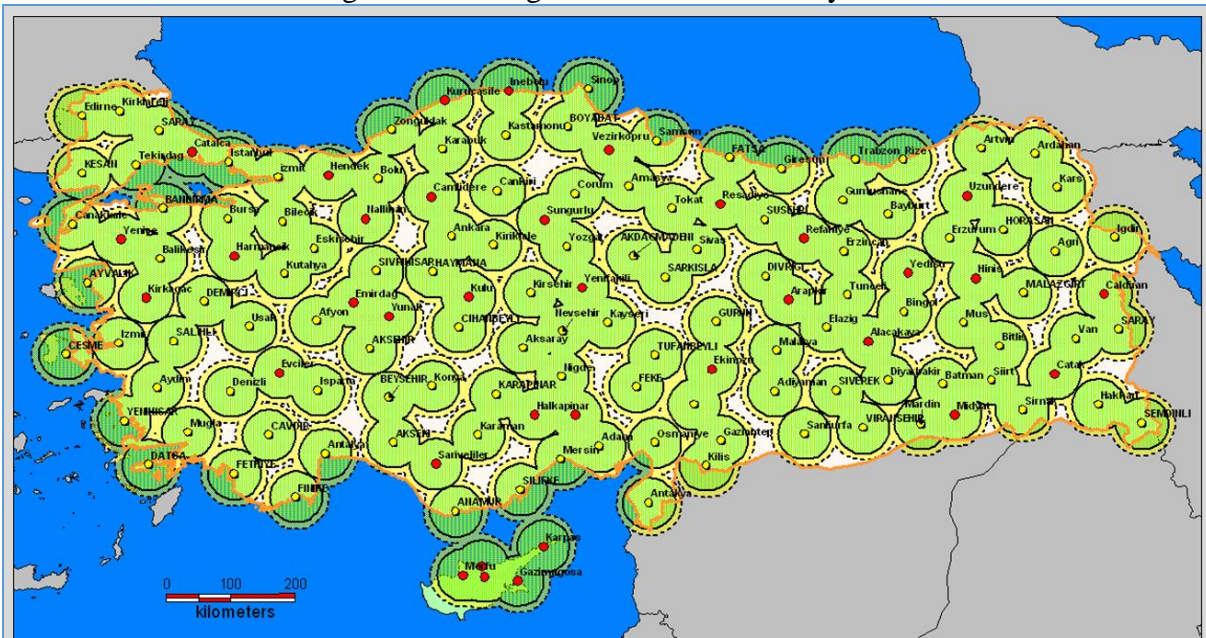 Inebolu
Sinop
Kurucasile
Edirne
Kirklareli
SARAY
Zonguldak
Kastamonu
BOYABAT
Vezirkopru
Samsun
Catalca
Istanbul
Karabuk
FATSA
Giresun
Trabzon_Rize
Artvin
Ardahan
KESAN
Tekirdag
izmit
Hendek
Bolu
Camlidere
Cankiri
Corum
Amasya
Kars
Uzundere
Gumushane
Bayburt
Tokat
Resadiye
SUSEHRI
Canakkale
BANDIRMA
Bursa
Bilecik
Nallihan
Sungurlu
HORASAN
Igdir
Yenice
Balikesir
Harmancik
Eskisehir
Ankara
Kirikkale
Yozgat
AKDAGMADENI
Sivas
Refahiye
Erzincan
Erzurum
Agri
AYVALIK
Kutahya
SIVRIHISAR
HAYMANA
SARKISLA
DIVRIGI
Yedisu
Hinis
Kirkagac
DEMIRCI
Emirdag
Kulu
Kirsehir
Yenifakili
Arapkir
Tunceli
MALAZGIRT
Caldiran
Usak
Afyon
Yunak
CIHANBEYLI
Nevsehir
Kayseri
GURUN
Elazig
Bingol
Mus
SARAY
CESME
Izmir
SALIHLI
AKSEHIR
Aksaray
TUFANBEYLI
Malatya
Alacakaya
Bitlis
Van
Evciler
Nigde
Ekinozu
Catak
Aydin
Denizli
Isparta
BEYSEHIR
Konya
KARAPINAR
FEKE
Adiyaman
SIVEREK
Diyarbakir
Batman
Siirt
Hakkari
YENIHISAR
Mugla
CAVDIR
AKSEKI
Karaman
Halkapinar
Mardin
Midyat
Sirnak
SEMDINLI
Antalya
Adana
Osmaniye
Gaziantep
Sanliurfa
VIRANSEHIR
DATCA
FETHIYE
Sariveliler
Mersin
Kilis
FINIKE
ANAMUR
SILIFKE
Antakya
Karpas
Morfu
Gazimagosa
0 100 200
kilometers